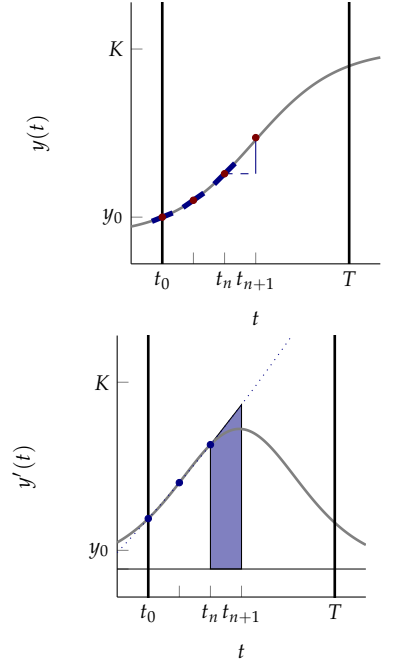 K
y(t)
y₀
t₀ tₙ tₙ₊₁ T
t
K
y′(t)
y₀
t₀ tₙ tₙ₊₁ T
t